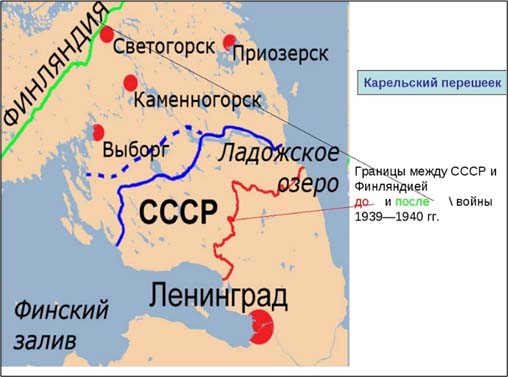 ФИНЛЯНДИЯ
Светогорск
Приозерск
Каменногорск
Выборг
Ладожское
озеро
СССР
Ленинград
Финский
залив
Карельский перешеек
Границы между СССР и
Финляндией
до и после \ войны
1939—1940 гг.